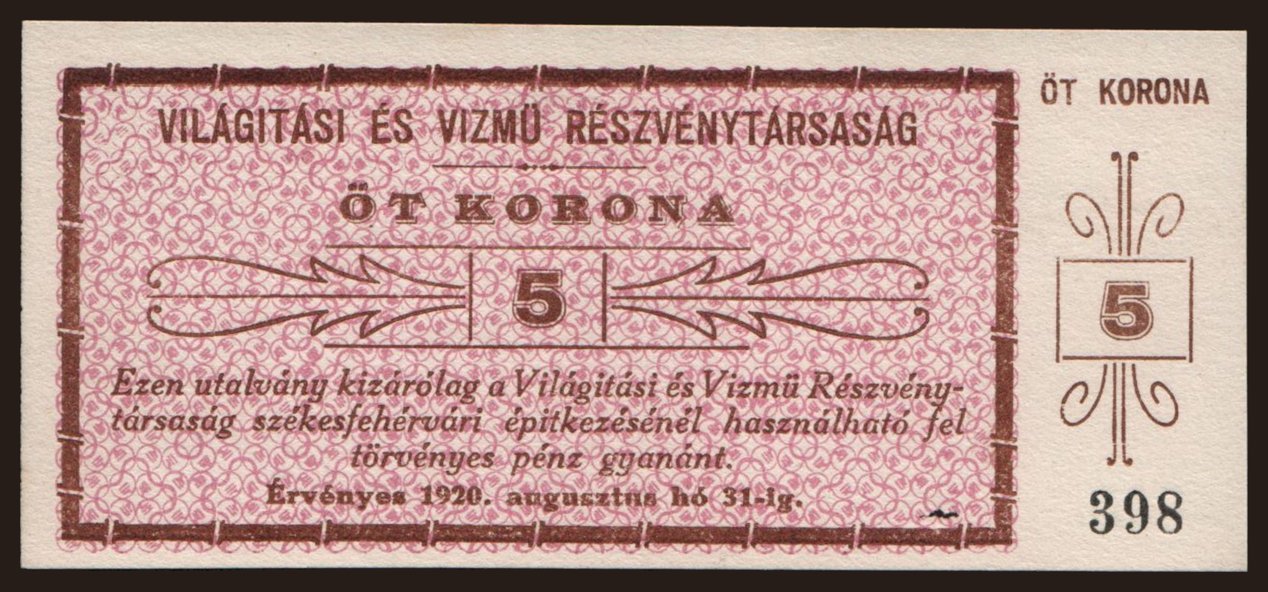 VILÁGITÁSI ÉS VIZMŰ RÉSZVÉNYTÁRSASÁG
ÖT KORONA
5
Ezen utalvány kizárólag a Világitási és Vizmü Részvény-
társaság székesfehérvári épitkezésénél használható fel
törvényes pénz gyanánt.
Érvényes 1920. augusztus hó 31-ig.
ÖT KORONA
5
398